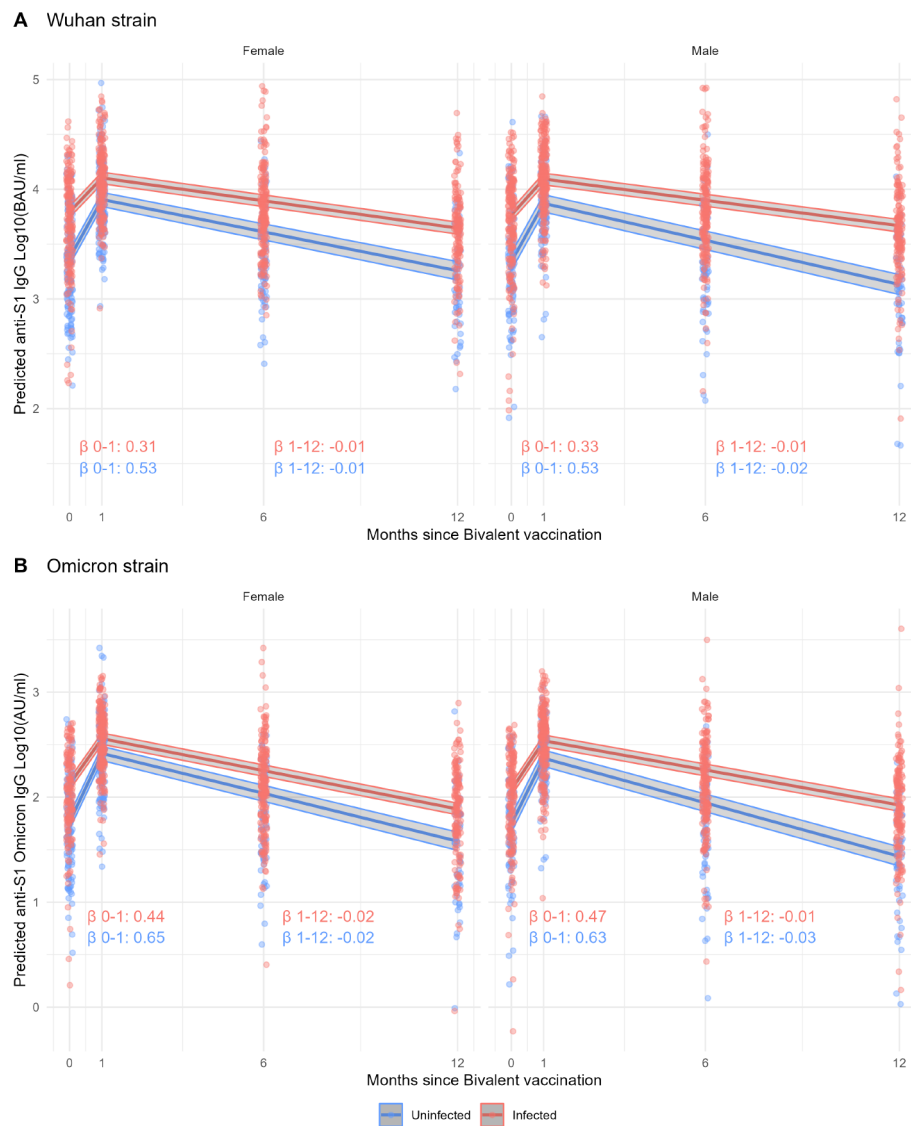 A Wuhan strain
Female Male
Predicted anti-S1 IgG Log10(BAU/ml)
5
4
3
2
β 0-1: 0.31 β 1-12: -0.01 β 0-1: 0.33 β 1-12: -0.01
β 0-1: 0.53 β 1-12: -0.01 β 0-1: 0.53 β 1-12: -0.02
0 1 6 12 0 1 6 12
Months since Bivalent vaccination
B Omicron strain
Female Male
Predicted anti-S1 Omicron IgG Log10(AU/ml)
3
2
1
0
β 0-1: 0.44 β 1-12: -0.02 β 0-1: 0.47 β 1-12: -0.01
β 0-1: 0.65 β 1-12: -0.02 β 0-1: 0.63 β 1-12: -0.03
0 1 6 12 0 1 6 12
Months since Bivalent vaccination
Uninfected Infected